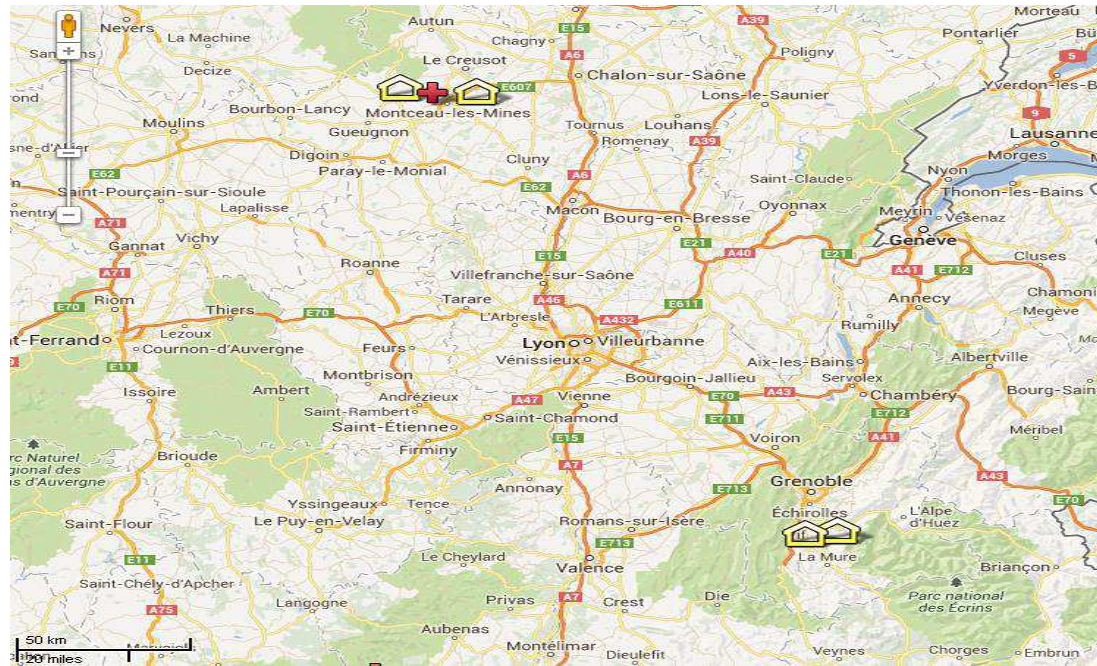 Nevers
La Machine
Autun
Chagny
E15
A39
Morteau
Pontarlier
Decize
Le Creusot
A6
Poligny
5
Chalon-sur-Saône
E607
Bourbon-Lancy
Montceau-les-Mines
Lons-le-Saunier
9
Moulins
Gueugnon
Tournus
Louhans
Lausanne
Romenay
A39
Morges
Digoin
Cluny
Paray-le-Monial
E62
A6
Saint-Claude
Nyon
Thonon-les-Bains
Saint-Pourçain-sur-Sioule
E62
Macon
Oyonnax
Lapalisse
Bourg-en-Bresse
Meyrin
Vésenaz
A71
Genève
Gannat
Vichy
E15
E21
A40
E21
Cluses
A71
Roanne
Villefranche-sur-Saône
A41
E712
E70
Riom
Thiers
Tarare
A46
E611
Annecy
E70
L'Arbresle
A432
Rumilly
Megève
Lezoux
Lyon
Villeurbanne
Cournon-d'Auvergne
Feurs
Vénissieux
Aix-les-Bains
Albertville
E11
Montbrison
Bourgoin-Jallieu
Servolex
Issoire
Ambert
Andrézieux
A47
Vienne
E70
A43
Chambéry
Saint-Rambert
Saint-Chamond
E711
E712
Saint-Étienne
E15
Voiron
A41
Méribel
Firminy
A7
Brioude
Grenoble
A43
Annonay
E713
E70
Yssingeaux
Tence
Échirolles
L'Alpe
d'Huez
Saint-Flour
Le Puy-en-Velay
Romans-sur-Isère
E713
La Mure
E11
Le Cheylard
Valence
Briançon
Saint-Chély-d'Apcher
Parc national
des Écrins
A75
Langogne
Privas
A7
Crest
Die
Aubenas
50 km
Montélimar
Dieulefit
Veynes
Chorges
Embrun
20 miles